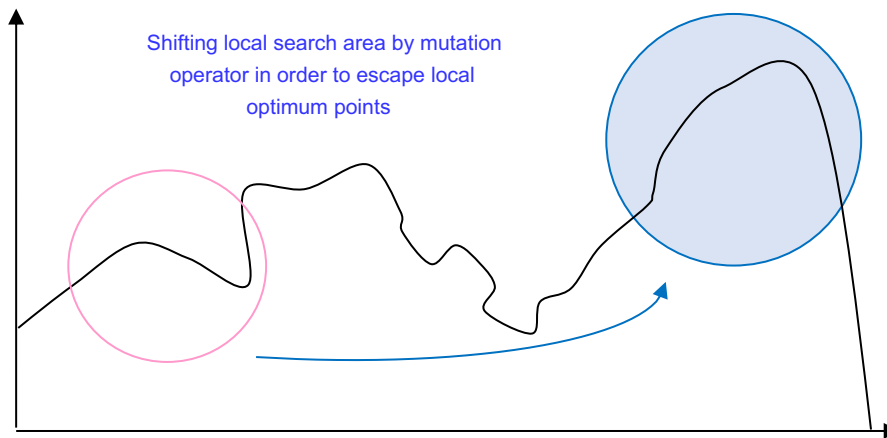 Shifting local search area by mutation
operator in order to escape local
optimum points